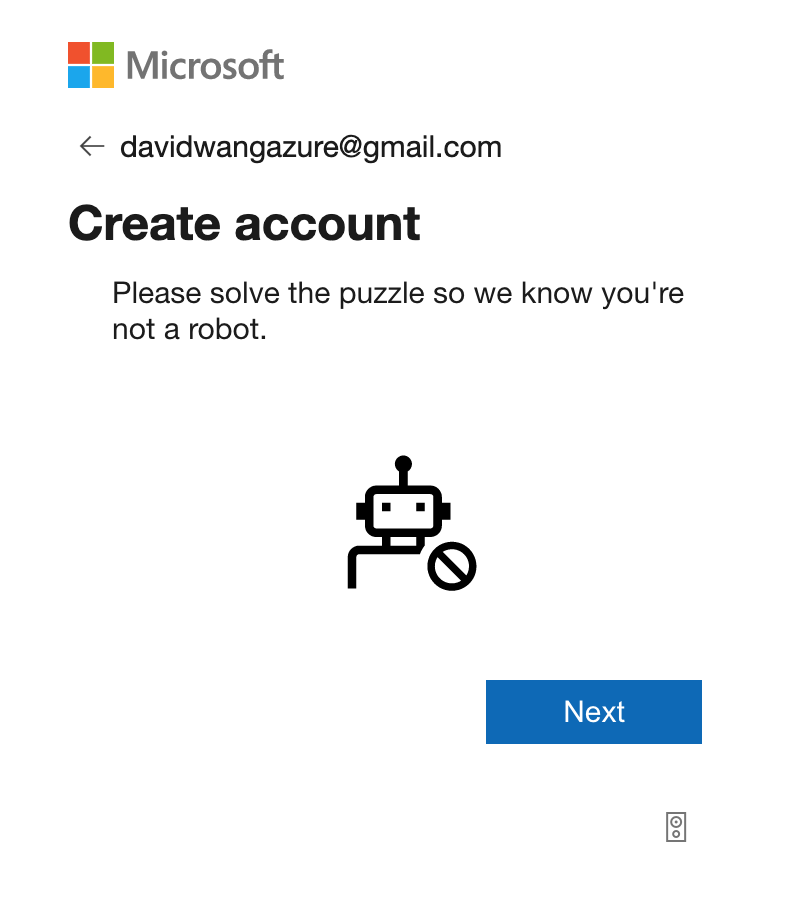 Microsoft
davidwangazure@gmail.com
Create account
Please solve the puzzle so we know you're
not a robot.
Next